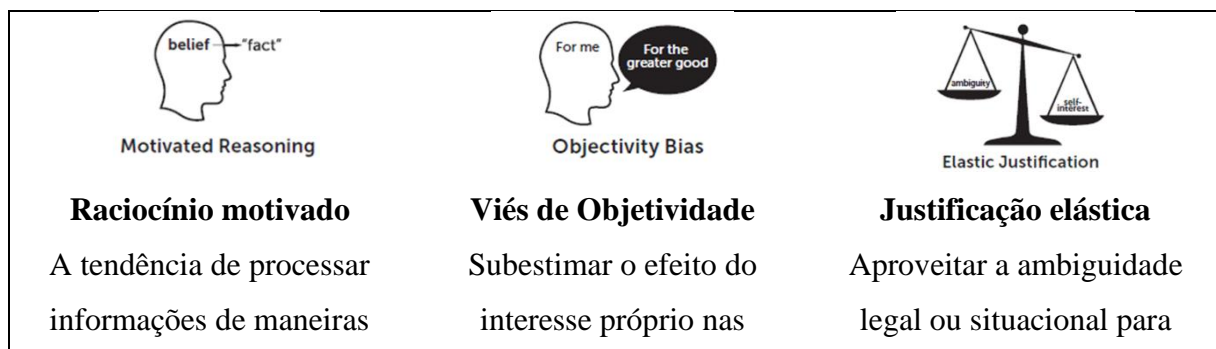 belief "fact"
Motivated Reasoning
Raciocínio motivado
A tendência de processar
informações de maneiras
For me
For the
greater good
Objectivity Bias
Viés de Objetividade
Subestimar o efeito do
interesse próprio nas
ambiguity
self-
interest
Elastic Justification
Justificação elástica
Aproveitar a ambiguidade
legal ou situacional para